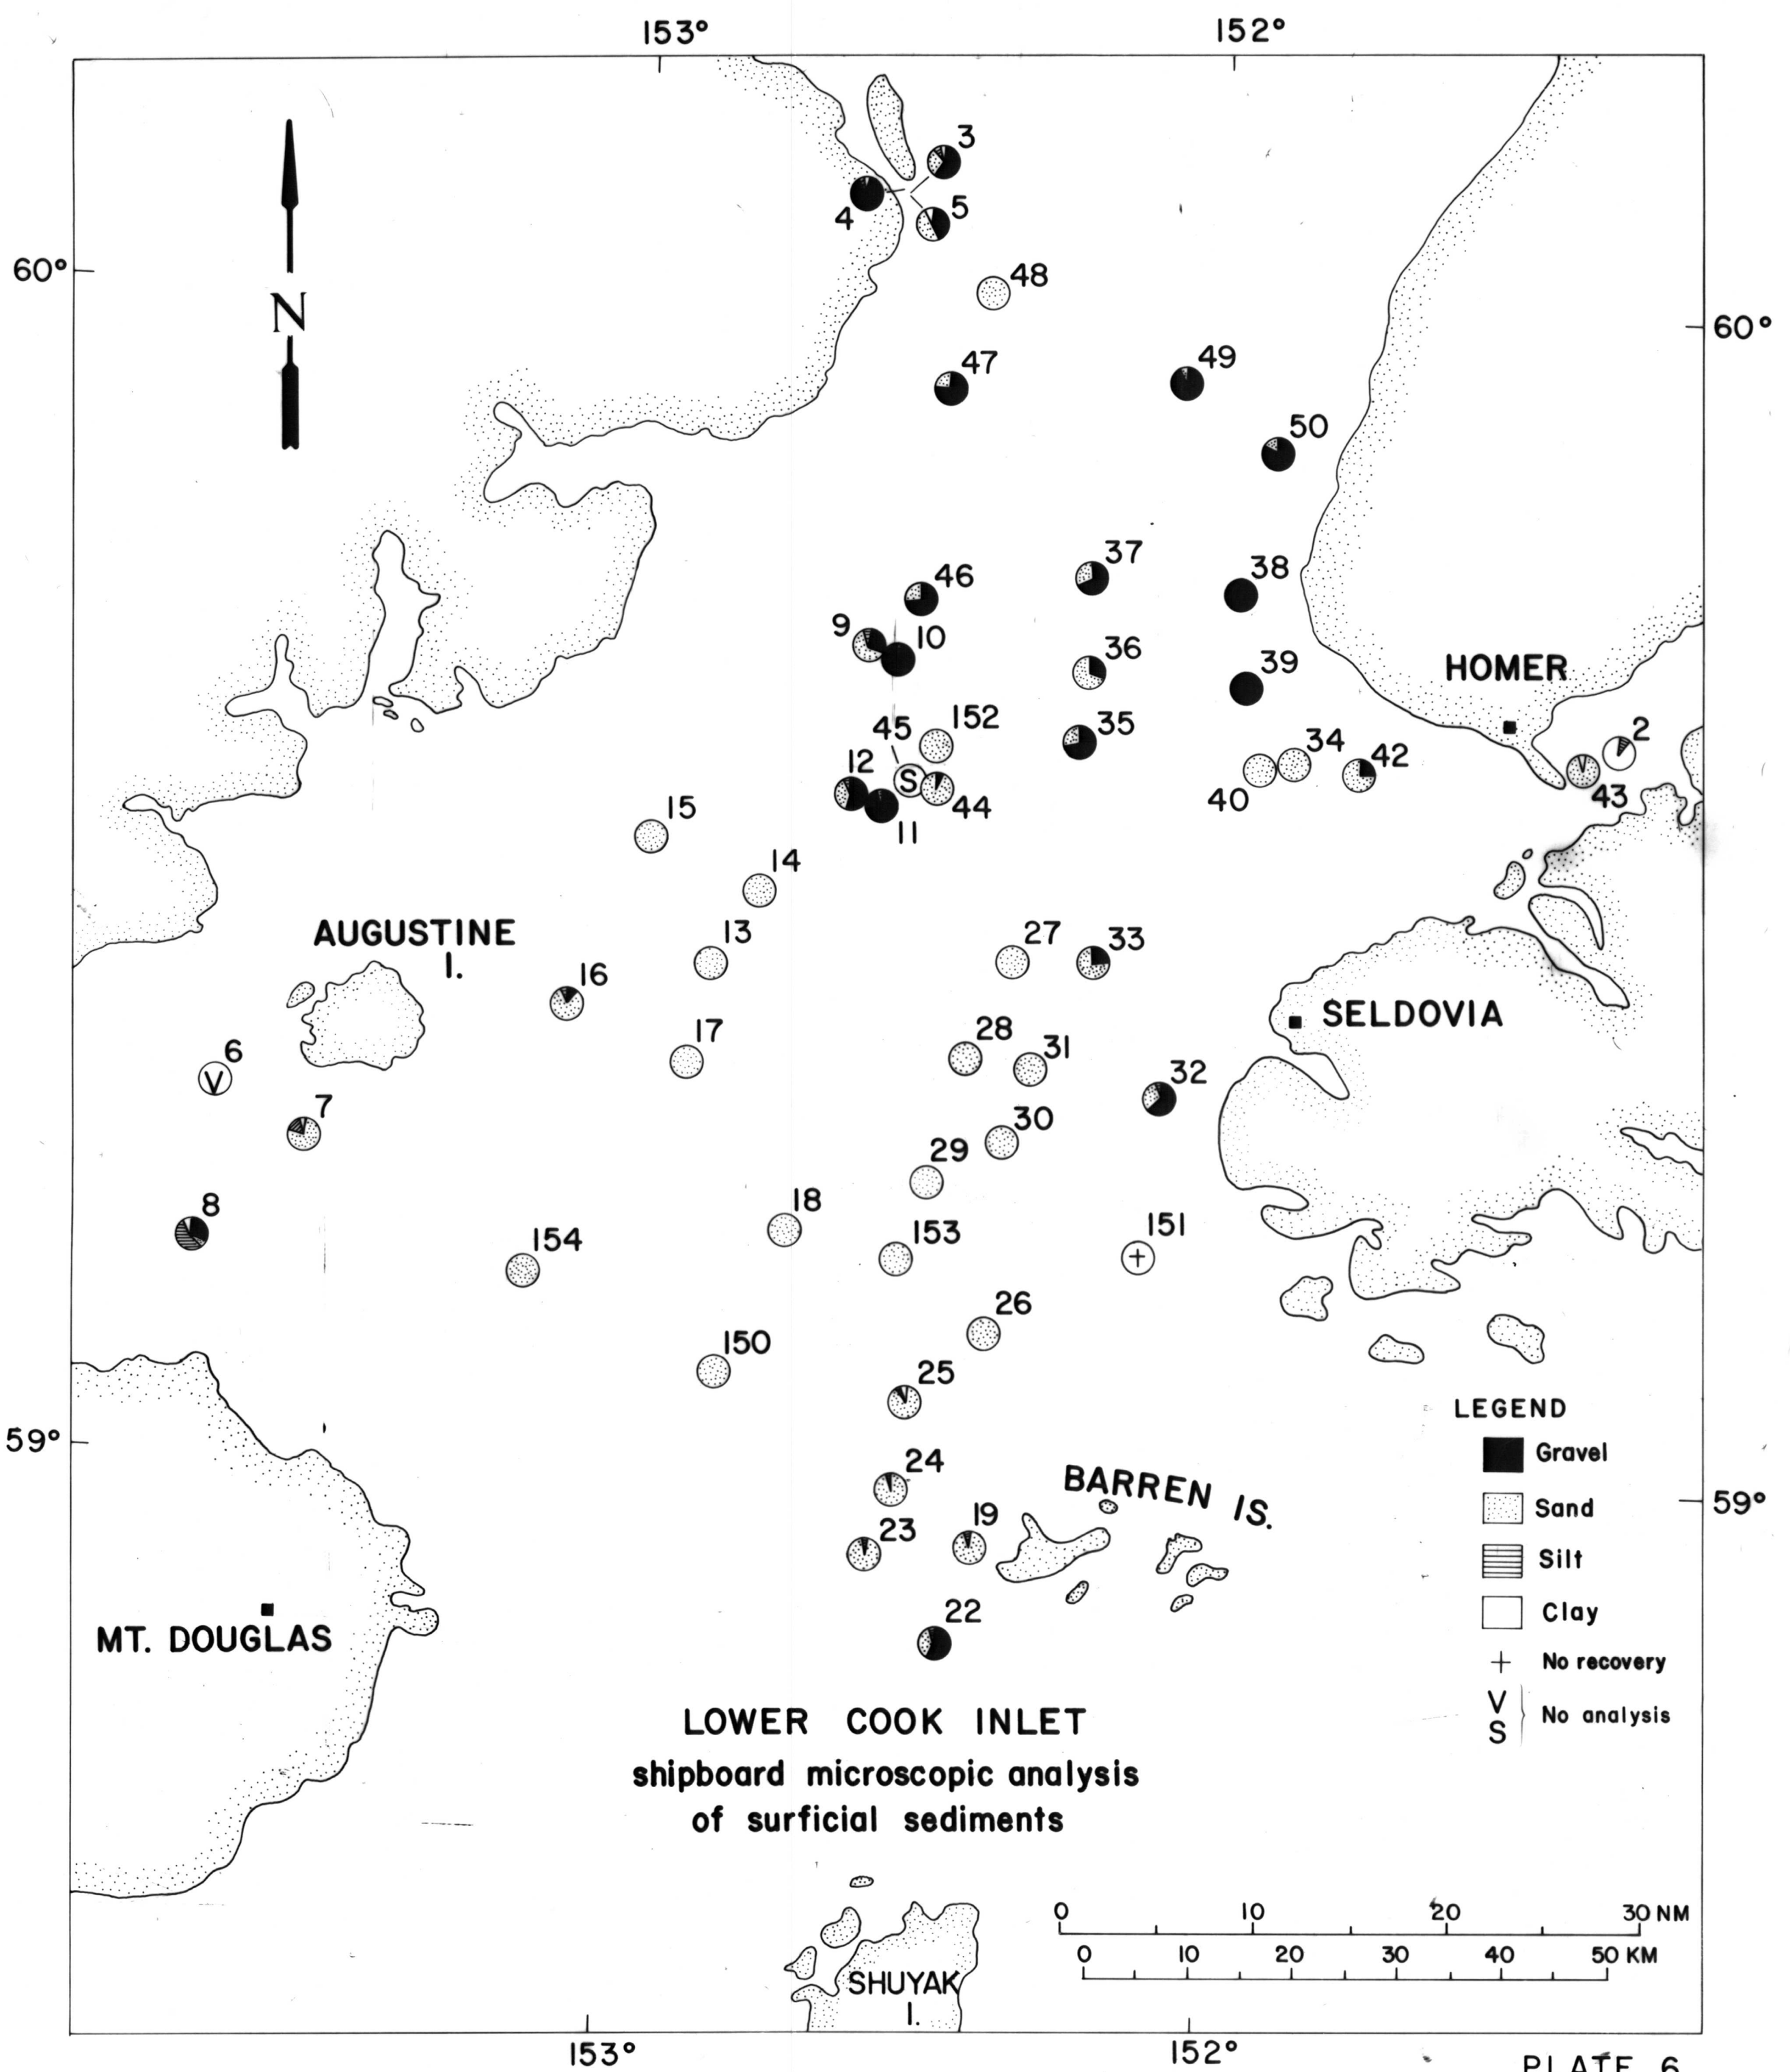 153° 152°
3
4
5
60°
48
N
60°
47
49
50
37
38
46
9
10
36
39
HOMER
152
45
2
35
34
12
42
S
40
44
43
15
11
14
AUGUSTINE
I.
13
27
33
16
SELDOVIA
17
28
31
6
32
V
7
30
29
8
18
153
151
154
26
150
25
LEGEND
59°
Gravel
24
BARREN IS.
59°
Sand
19
23
Silt
22
Clay
MT. DOUGLAS
No recovery
V
S
No analysis
LOWER COOK INLET
shipboard microscopic analysis
of surficial sediments
0 10 20 30 NM
0 10 20 30 40 50 KM
SHUYAK
I.
153° 152°
PLATE 6